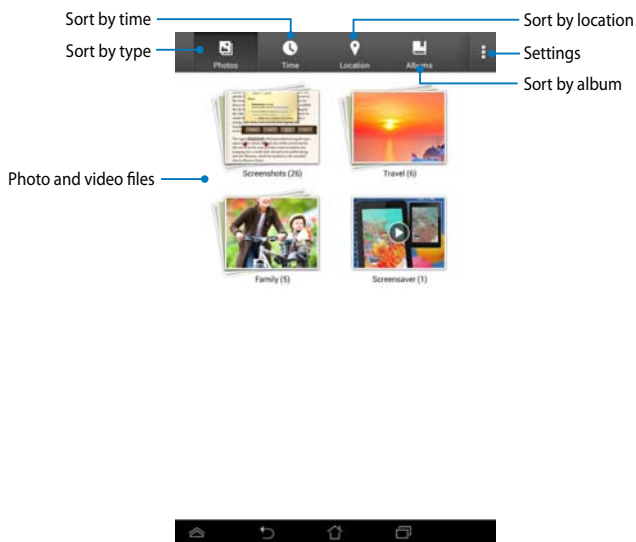 Sort by time
Sort by location
Sort by type
Settings
Photos
Time
Location
Albums
Sort by album
Photo and video files
Screenshots (26)
Travel (6)
Family (5)
Screensaver (1)